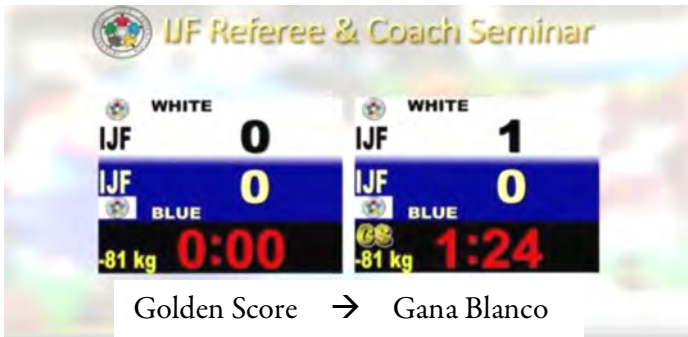 IJF Referee & Coach Seminar
WHITE
IJF 0
IJF 0
BLUE
-81 kg 0:00
WHITE
IJF 1
IJF 0
BLUE
GS
-81 kg 1:24
Golden Score → Gana Blanco